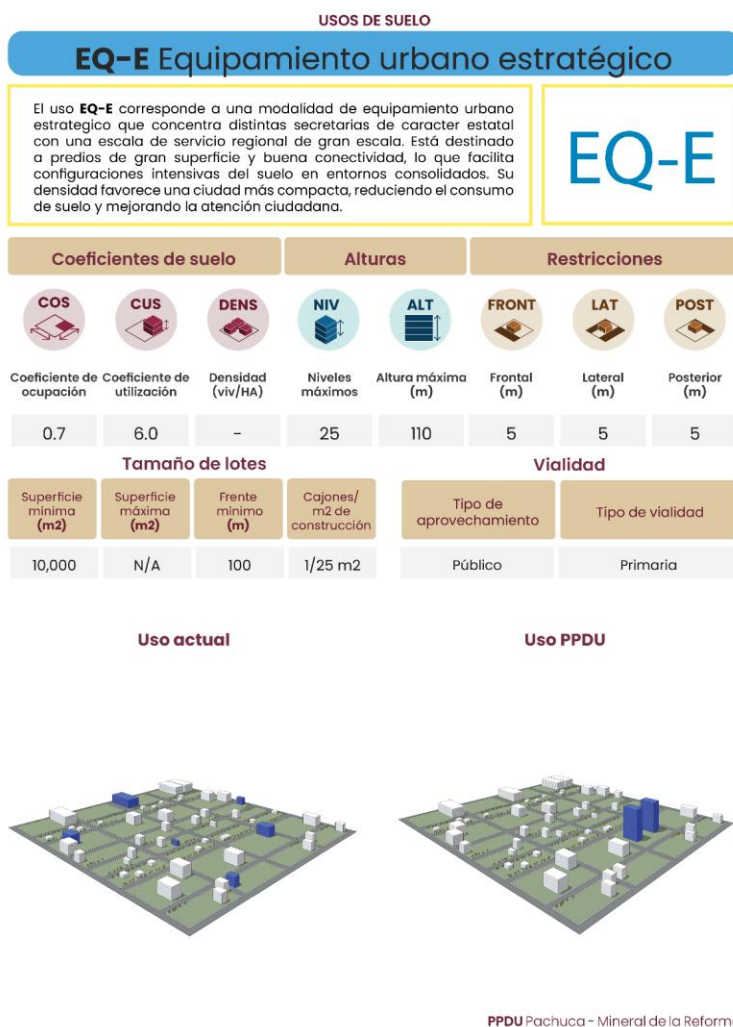 USOS DE SUELO
EQ-E Equipamiento urbano estratégico
El uso EQ-E corresponde a una modalidad de equipamiento urbano
estrategico que concentra distintas secretarias de caracter estatal
con una escala de servicio regional de gran escala. Está destinado
a predios de gran superficie y buena conectividad, lo que facilita
configuraciones intensivas del suelo en entornos consolidados. Su
densidad favorece una ciudad más compacta, reduciendo el consumo
de suelo y mejorando la atención ciudadana.
EQ-E
Coeficientes de suelo Alturas Restricciones
COS CUS DENS NIV ALT FRONT LAT POST
Coeficiente de Coeficiente de Densidad Niveles Altura máxima Frontal Lateral Posterior
ocupación utilización (viv/HA) máximos (m) (m) (m) (m)
0.7 6.0 - 25 110 5 5 5
Tamaño de lotes Vialidad
Superficie Superficie Frente Cajones/
mínima máxima mínimo m2 de Tipo de Tipo de vialidad
(m2) (m2) (m) construcción aprovechamiento
10,000 N/A 100 1/25 m2 Público Primaria
Uso actual Uso PPDU
PPDU Pachuca - Mineral de la Reforma